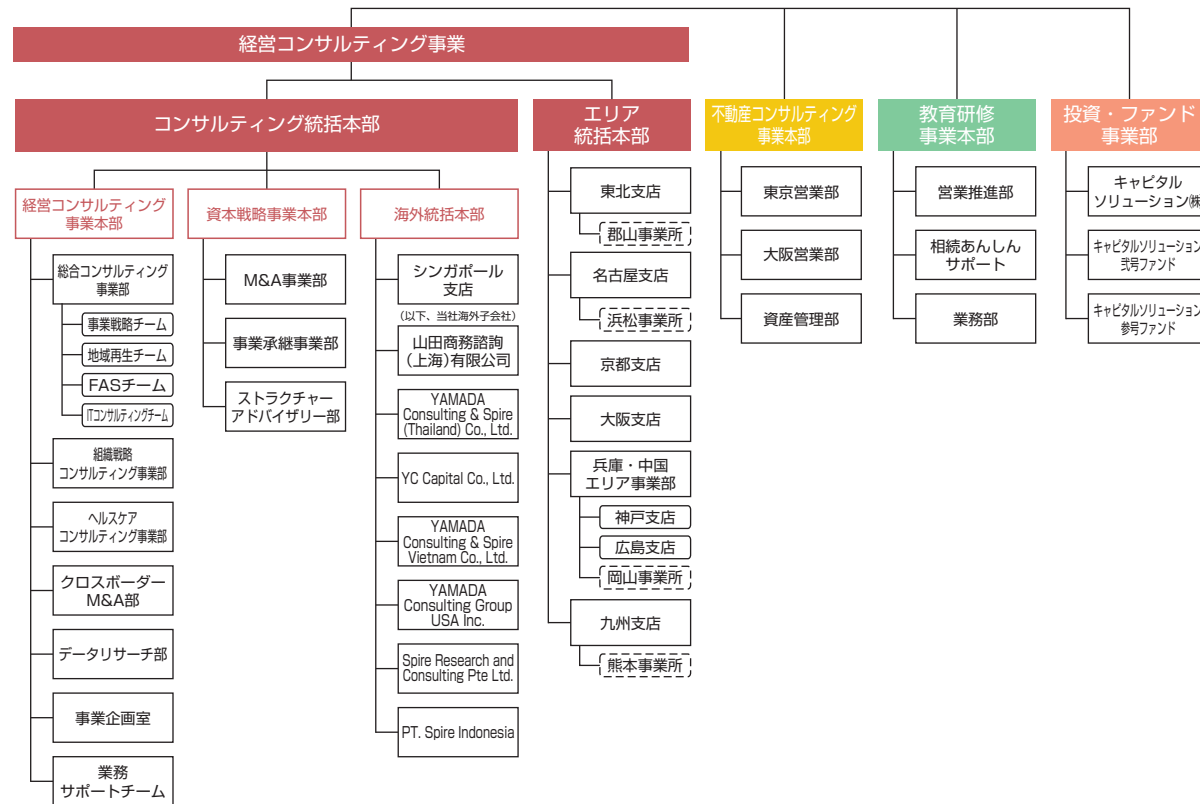 経営コンサルティング事業
コンサルティング統括本部
経営コンサルティング
事業本部
総合コンサルティング
事業部
事業戦略チーム
地域再生チーム
FASチーム
ITコンサルティングチーム
組織戦略
コンサルティング事業部
ヘルスケア
コンサルティング事業部
クロスボーダー
M&A部
データリサーチ部
事業企画室
業務
サポートチーム
資本戦略事業本部
M&A事業部
事業承継事業部
ストラクチャー
アドバイザリー部
海外統括本部
シンガポール
支店
(以下、当社海外子会社)
山田商務諮詢
(上海)有限公司
YAMADA
Consulting & Spire
(Thailand) Co., Ltd.
YC Capital Co., Ltd.
YAMADA
Consulting & Spire
Vietnam Co., Ltd.
YAMADA
Consulting Group
USA Inc.
Spire Research and
Consulting Pte Ltd.
PT. Spire Indonesia
エリア
統括本部
東北支店
郡山事業所
名古屋支店
浜松事業所
京都支店
大阪支店
兵庫・中国
エリア事業部
神戸支店
広島支店
岡山事業所
九州支店
熊本事業所
不動産コンサルティング
事業本部
東京営業部
大阪営業部
資産管理部
教育研修
事業本部
営業推進部
相続あんしん
サポート
業務部
投資・ファンド
事業部
キャピタル
ソリューション㈱
キャピタルソリューション
弐号ファンド
キャピタルソリューション
参号ファンド